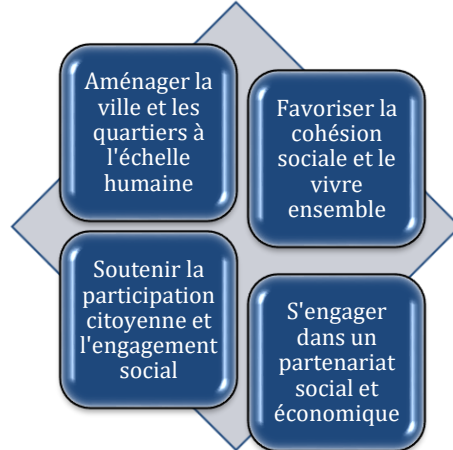 Aménager la
ville et les
quartiers à
l'échelle
humaine
Favoriser la
cohésion
sociale et le
vivre
ensemble
Soutenir la
participation
citoyenne et
l'engagement
social
S'engager
dans un
partenariat
social et
économique